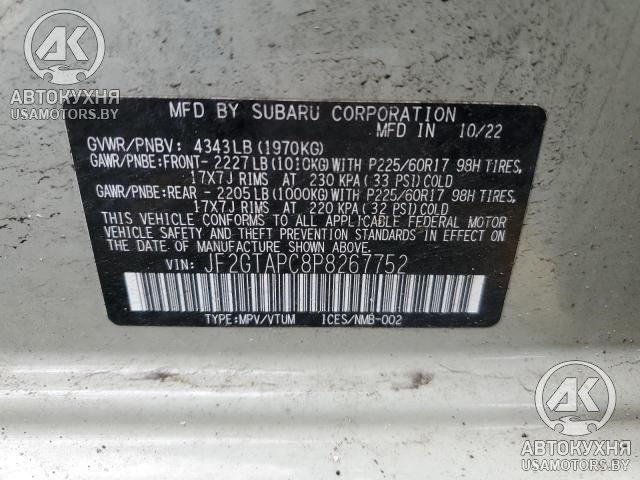 АК
АВТОКУХНЯ
USAMOTORS.BY
MFD BY SUBARU CORPORATION
MFD IN 10/22
GVWR/PNBV: 4343LB (1970KG)
GAWR/PNBE:FRONT- 2227LB (1010KG) WITH P225/60R17 98H TIRES,
17X7J RIMS AT 230 KPA (33 PSI) COLD
GAWR/PNBE:REAR - 2205LB (1000KG) WITH P225/60R17 98H TIRES,
17X7J RIMS AT 220 KPA (32 PSI) COLD
THIS VEHICLE CONFORMS TO ALL APPLICABLE FEDERAL MOTOR
VEHICLE SAFETY AND THEFT PREVENTION STANDARDS IN EFFECT
ON THE DATE OF MANUFACTURE SHOWN ABOVE.
VIN: JF2GTAPC8P8267752
TYPE:MPV/VTUM ICES/NMB-002
АК
АВТОКУХНЯ
USAMOTORS.BY